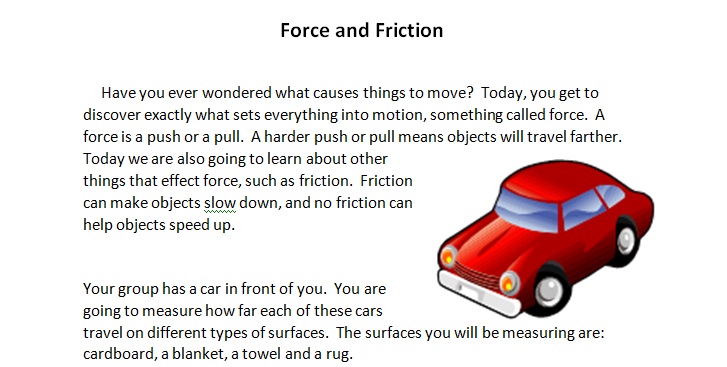 Force and Friction
Have you ever wondered what causes things to move?  Today, you get to
discover exactly what sets everything into motion, something called force.  A
force is a push or a pull.  A harder push or pull means objects will travel farther.
Today we are also going to learn about other
things that effect force, such as friction.  Friction
can make objects slow down, and no friction can
help objects speed up.
Your group has a car in front of you.  You are
going to measure how far each of these cars
travel on different types of surfaces.  The surfaces you will be measuring are:
cardboard, a blanket, a towel and a rug.